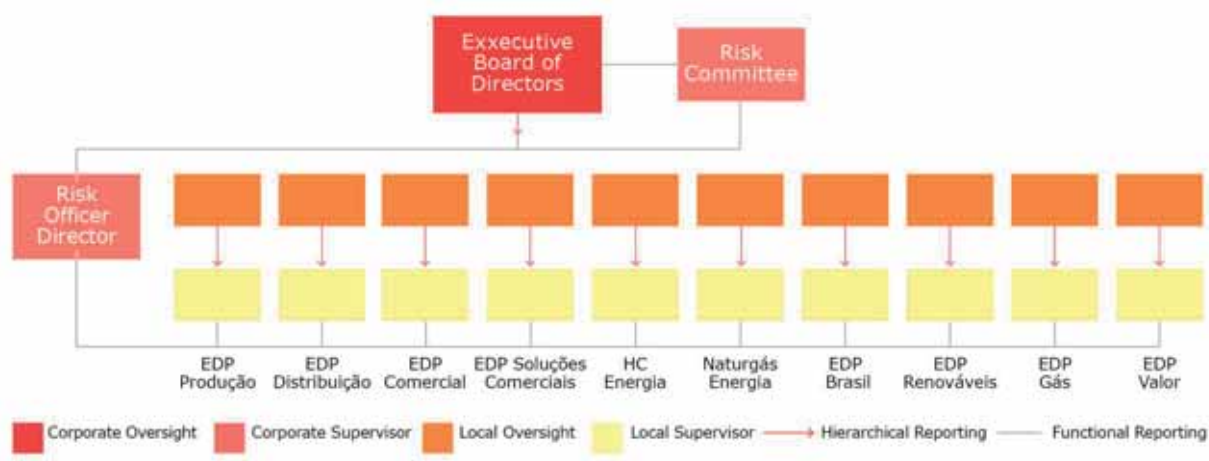 Exxecutive
Board of
Directors
Risk
Committee
Risk
Officer
Director
EDP
Produção
EDP
Distribuição
EDP
Comercial
EDP Soluções
Comerciais
HC
Energia
Naturgás
Energia
EDP
Brasil
EDP
Renováveis
EDP
Gás
EDP
Valor
Corporate Oversight
Corporate Supervisor
Local Oversight
Local Supervisor
Hierarchical Reporting
Functional Reporting